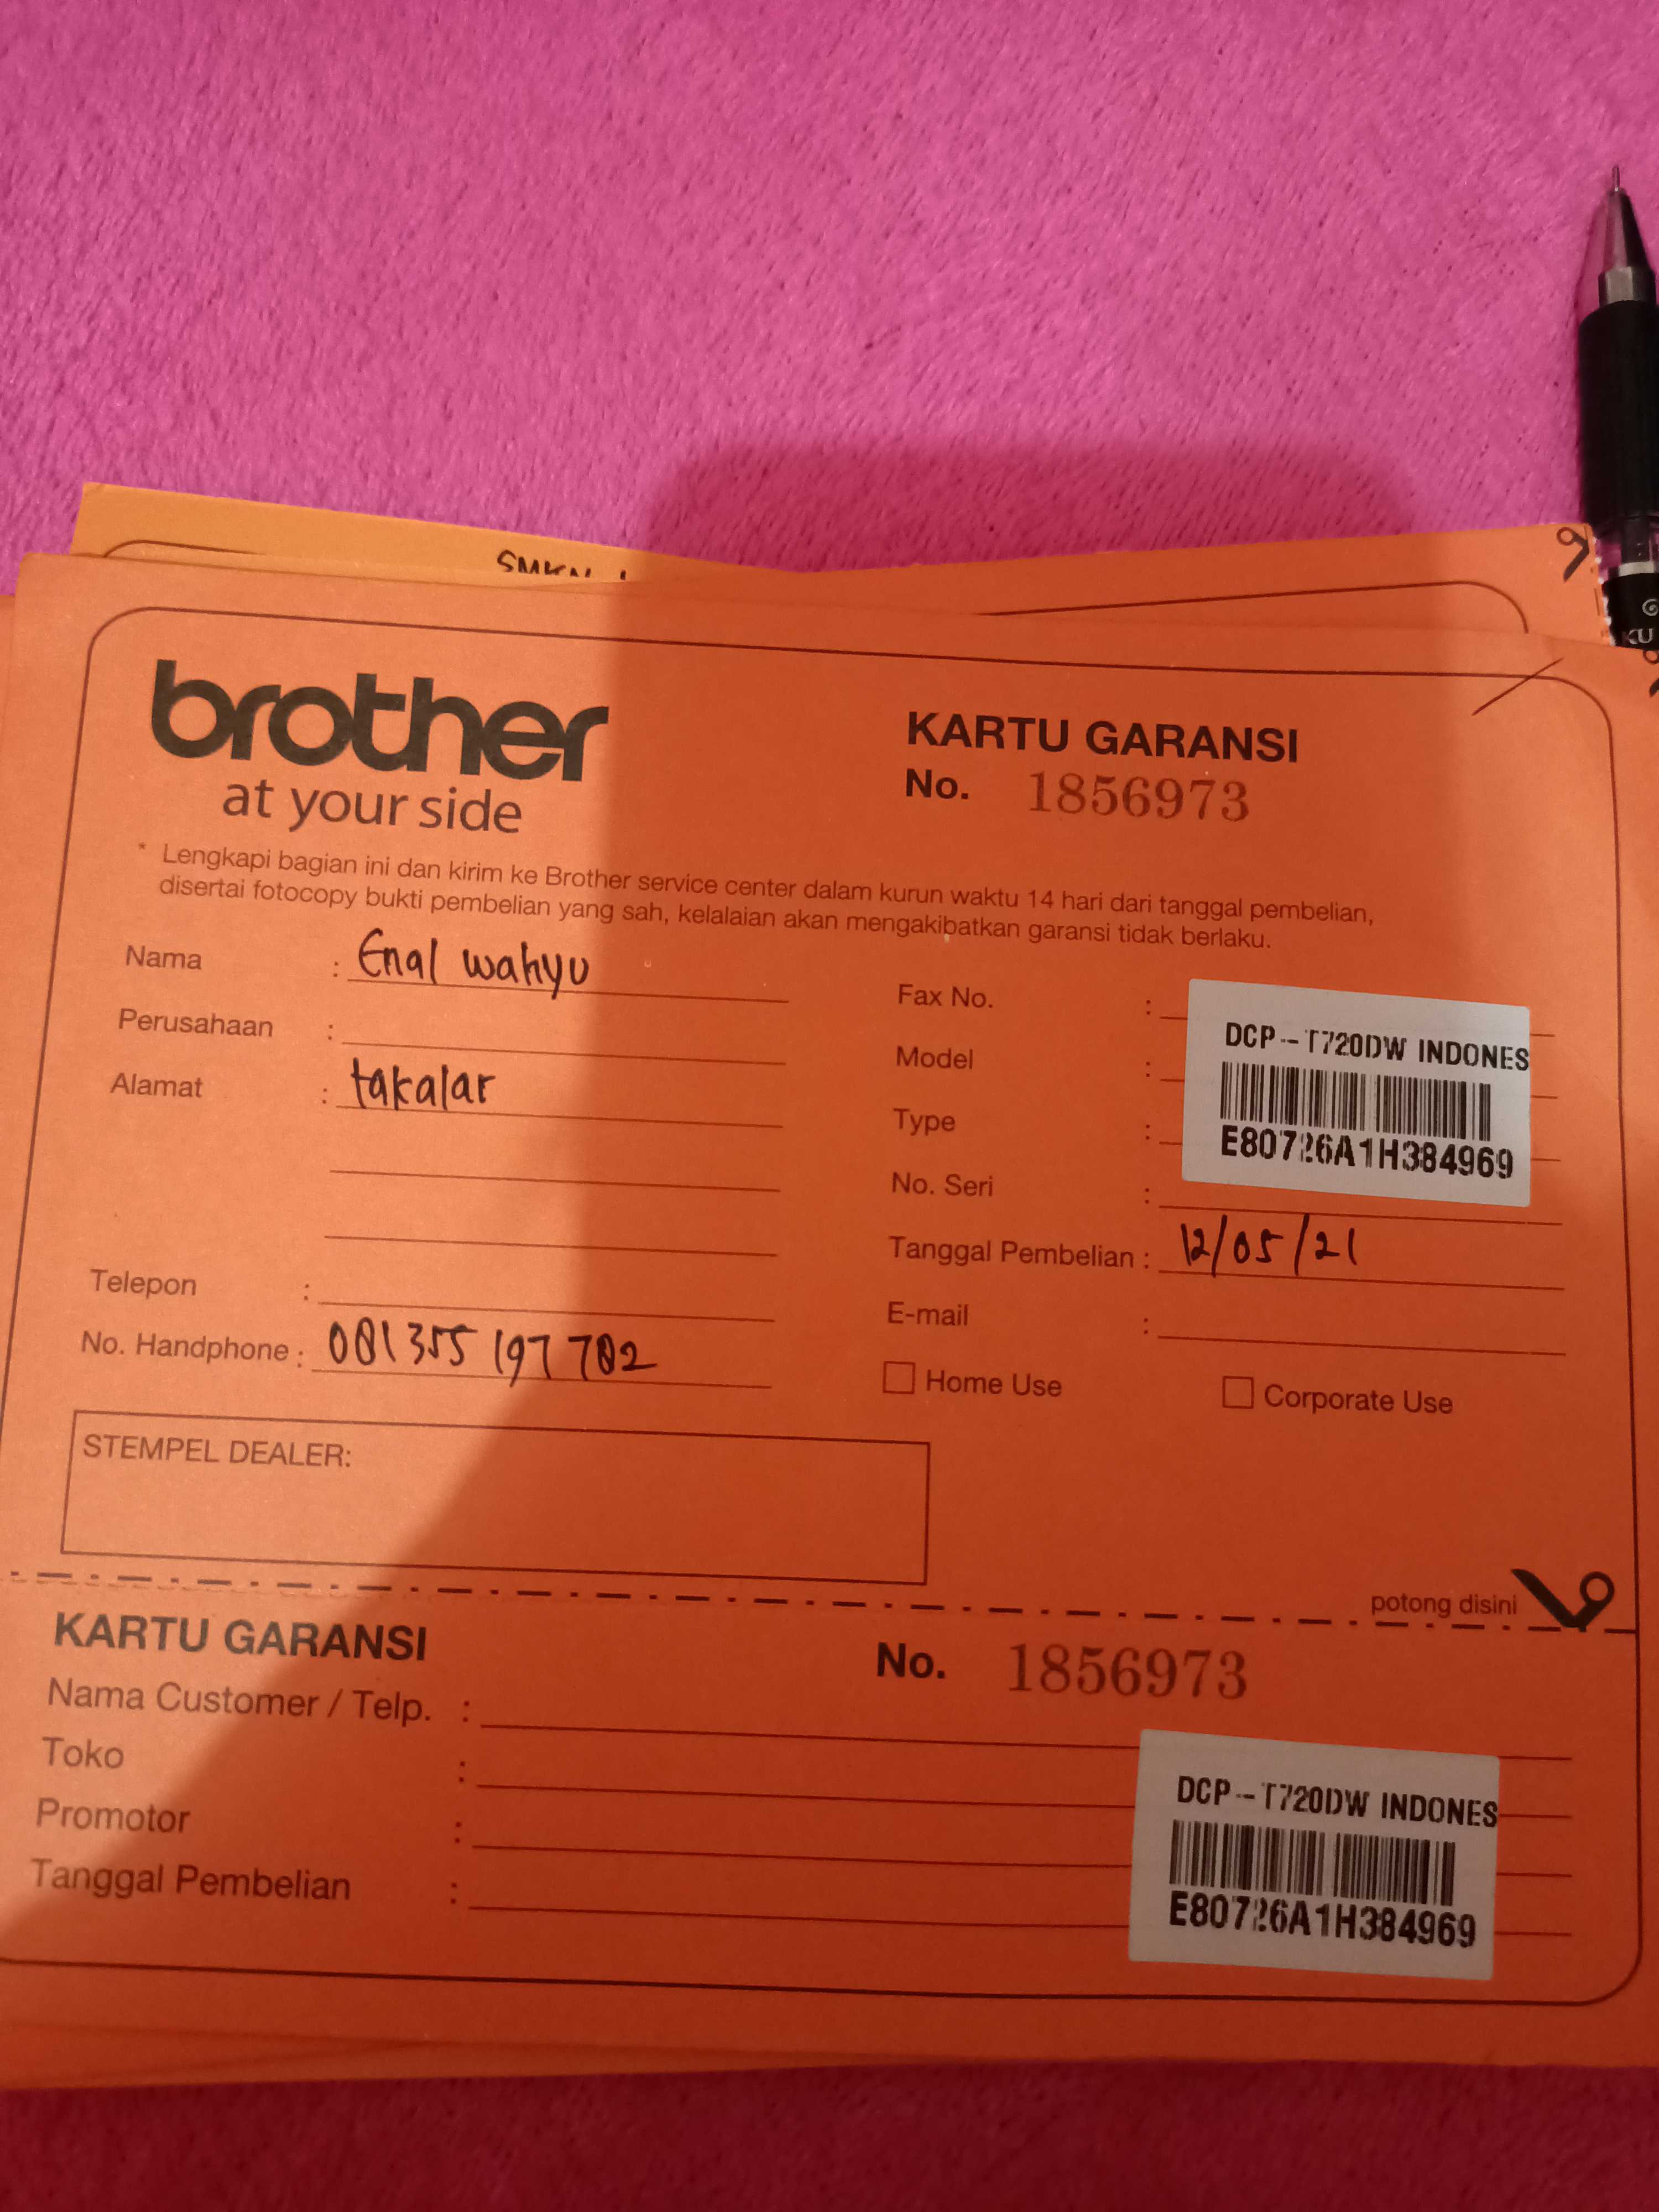 brother
at your side
KARTU GARANSI
No. 1856973
* Lengkapi bagian ini dan kirim ke Brother service center dalam kurun waktu 14 hari dari tanggal pembelian,
disertai fotocopy bukti pembelian yang sah, kelalaian akan mengakibatkan garansi tidak berlaku.
Nama : Enal wahyu
Perusahaan :
Alamat : takalar
Telepon :
No. Handphone : 081355 197 782
Fax No. :
Model :
Type :
No. Seri :
DCP--T720DW INDONES
E80726A1H384969
Tanggal Pembelian : 12/05/21
E-mail :
Home Use
Corporate Use
STEMPEL DEALER:
potong disini
KARTU GARANSI
No. 1856973
Nama Customer / Telp. :
Toko :
Promotor :
Tanggal Pembelian :
DCP--T720DW INDONES
E80726A1H384969
KU